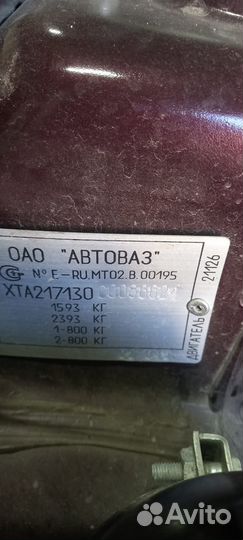 ОАО "АВТОВАЗ"
N° E-RU.MT02.B.00195
XTA217130
1593 КГ
2393 КГ
1-800 КГ
2-800 КГ
ДВИГАТЕЛЬ
21126
Avito